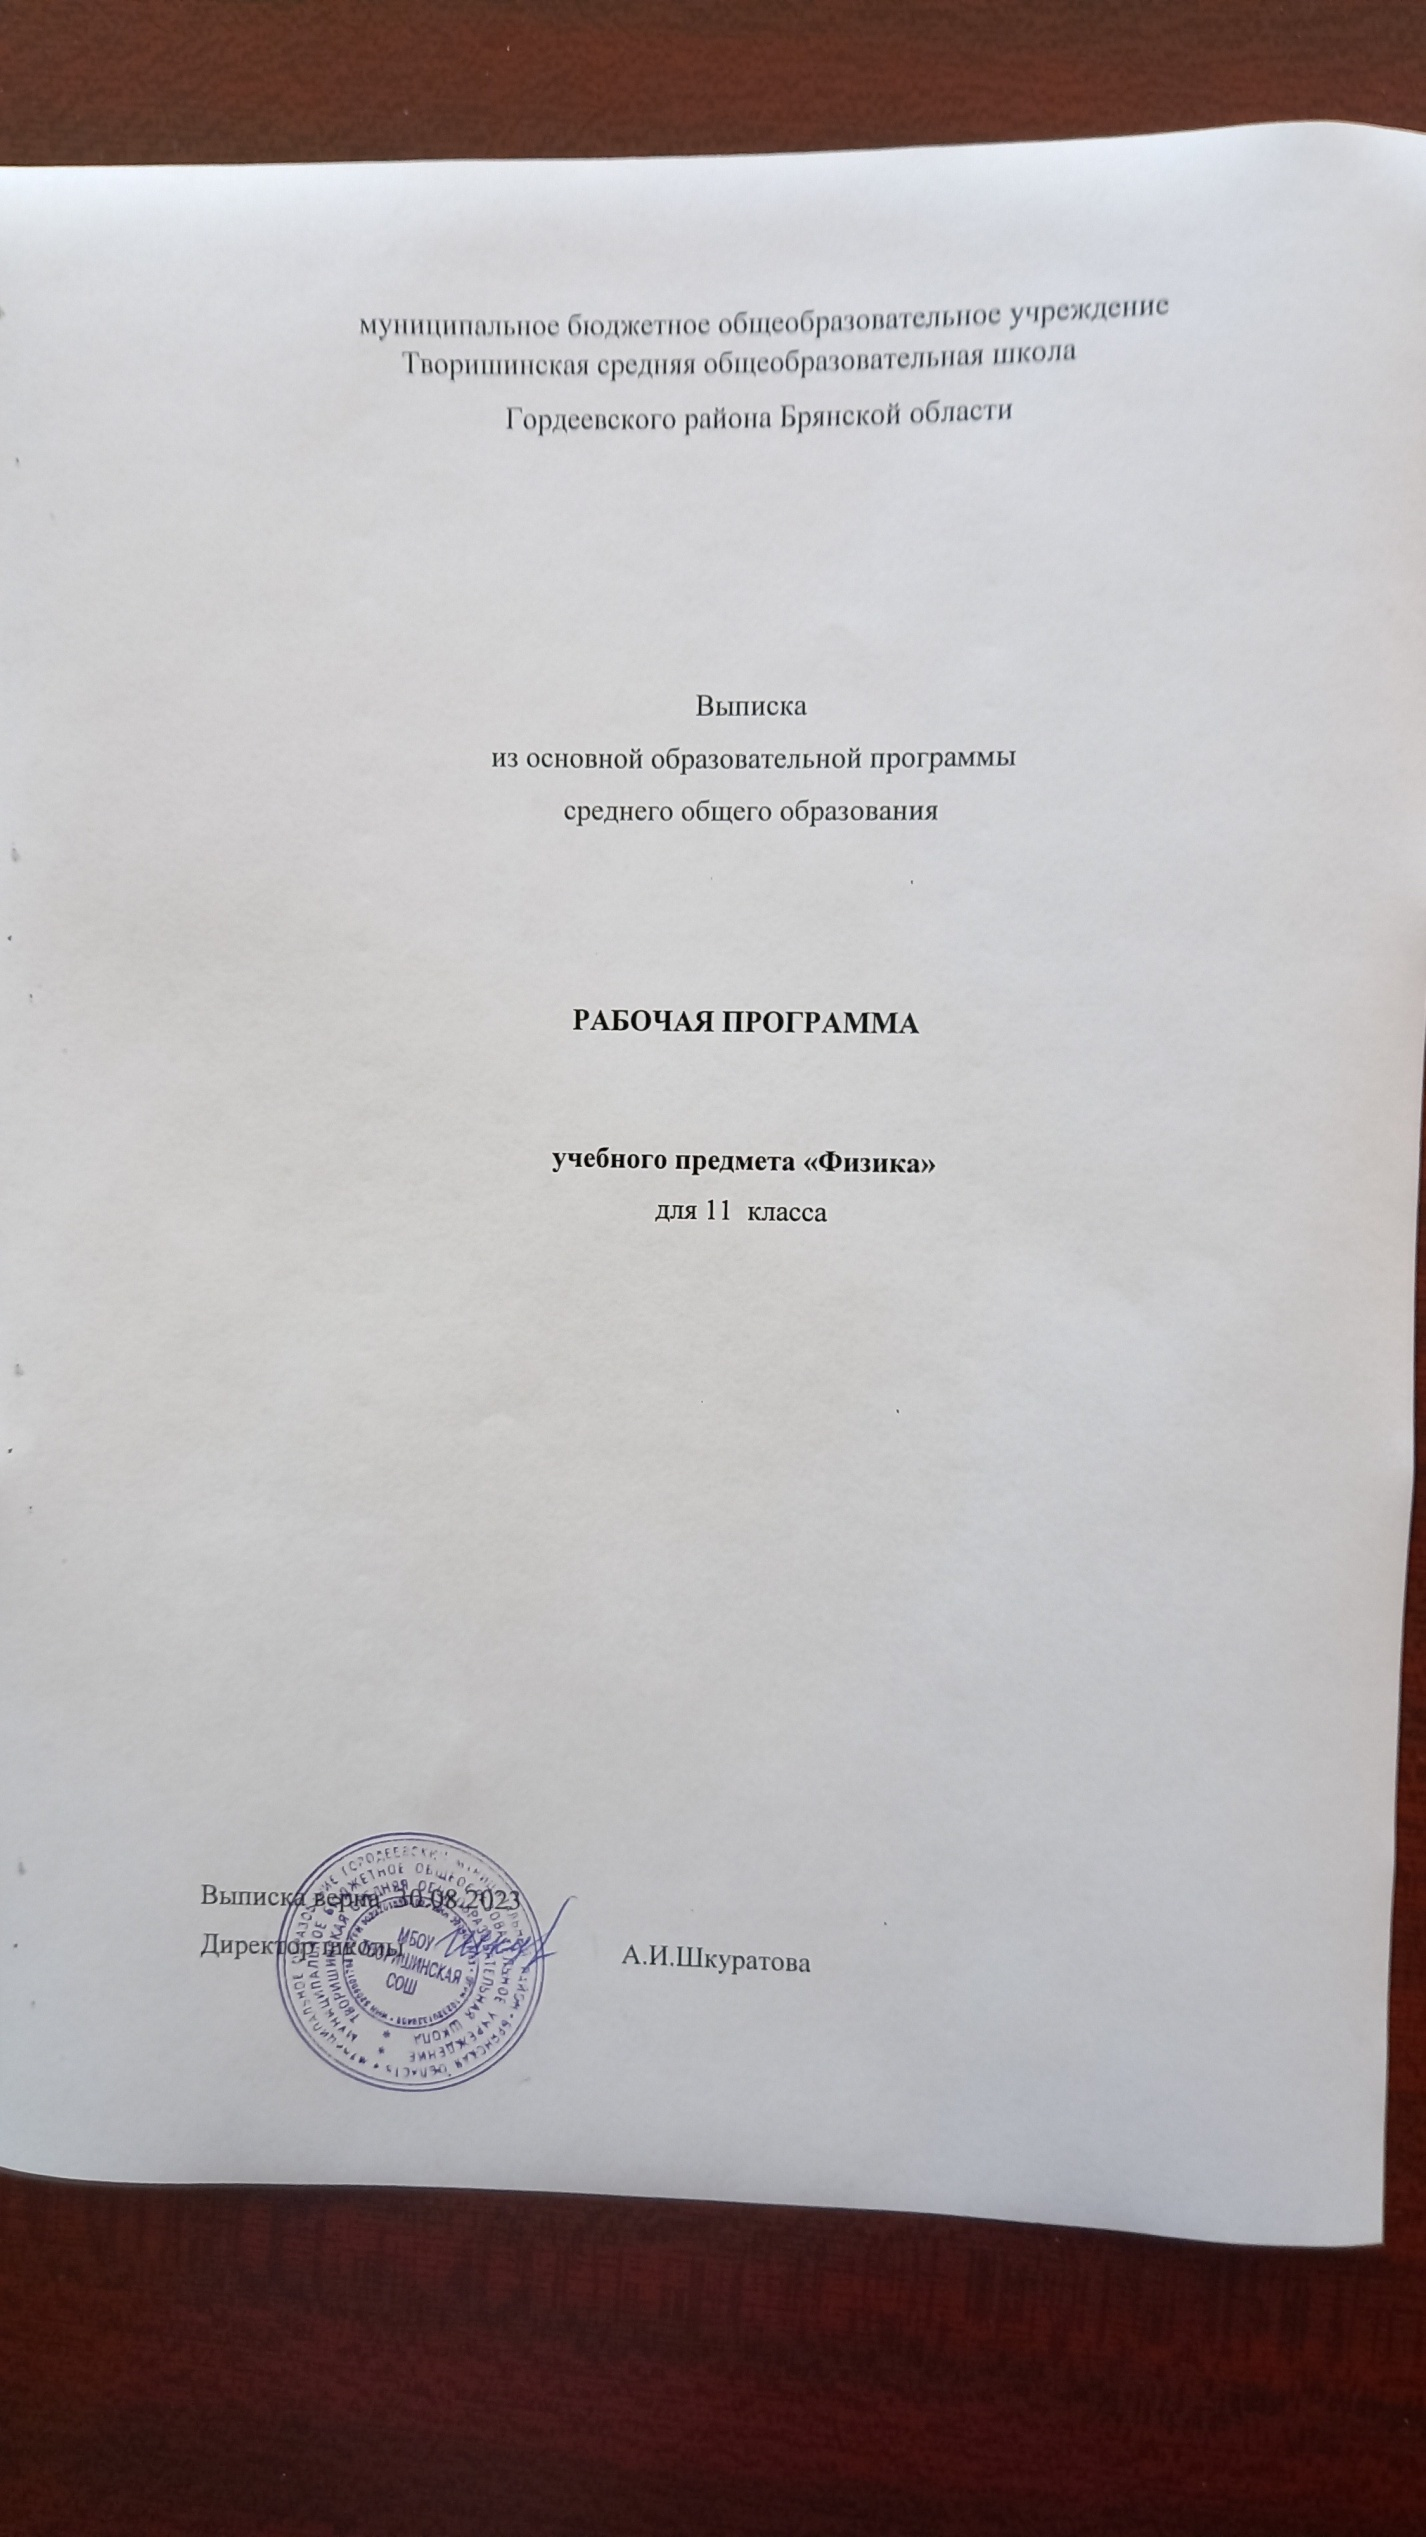 муниципальное бюджетное общеобразовательное учреждение
Творишинская средняя общеобразовательная школа
Гордеевского района Брянской области
Выписка
из основной образовательной программы
среднего общего образования
РАБОЧАЯ ПРОГРАММА
учебного предмета «Физика»
для 11 класса
Выписка верна 30.08.2023
Директор школы
А.И.Шкуратова
МБОУ
ТВОРИШИНСКАЯ
СОШ